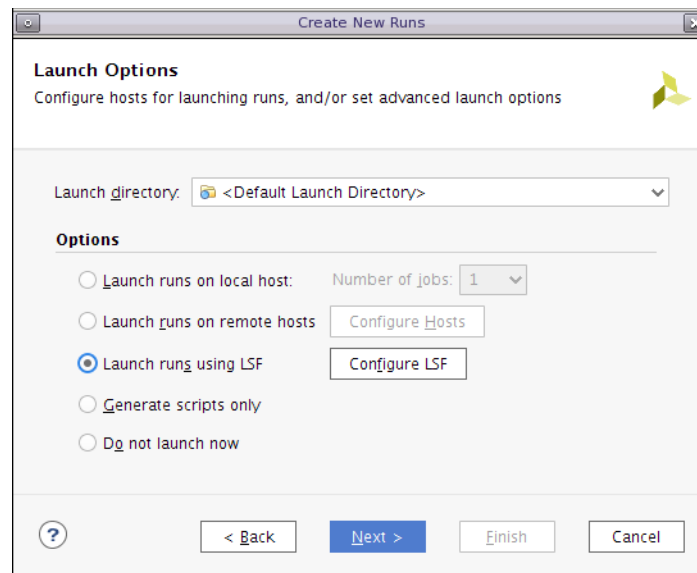 Create New Runs
Launch Options
Configure hosts for launching runs, and/or set advanced launch options
Launch directory: <Default Launch Directory>
Options
Launch runs on local host: Number of jobs: 1
Launch runs on remote hosts Configure Hosts
Launch runs using LSF Configure LSF
Generate scripts only
Do not launch now
? < Back Next > Finish Cancel